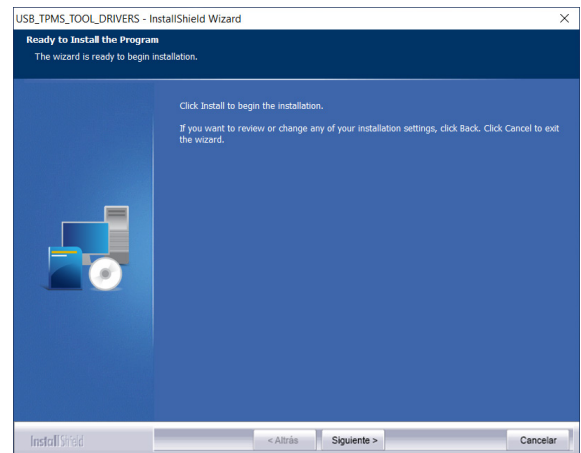 USB_TPMS_TOOL_DRIVERS - InstallShield Wizard
Ready to Install the Program
The wizard is ready to begin installation.
Click Install to begin the installation.
If you want to review or change any of your installation settings, click Back. Click Cancel to exit
the wizard.
InstallShield
< Altrás
Siguiente >
Cancelar